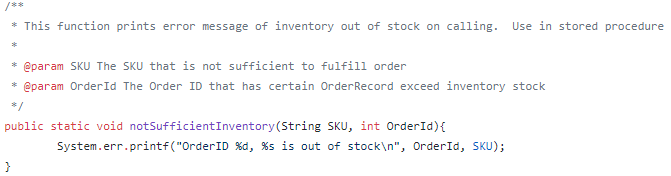 /**
 * This function prints error message of inventory out of stock on calling.  Use in stored procedure
 *
 * @param SKU The SKU that is not sufficient to fulfill order
 * @param OrderId The Order ID that has certain OrderRecord exceed inventory stock
 */
public static void notSufficientInventory(String SKU, int OrderId){
        System.err.printf("OrderID %d, %s is out of stock\n", OrderId, SKU);
}